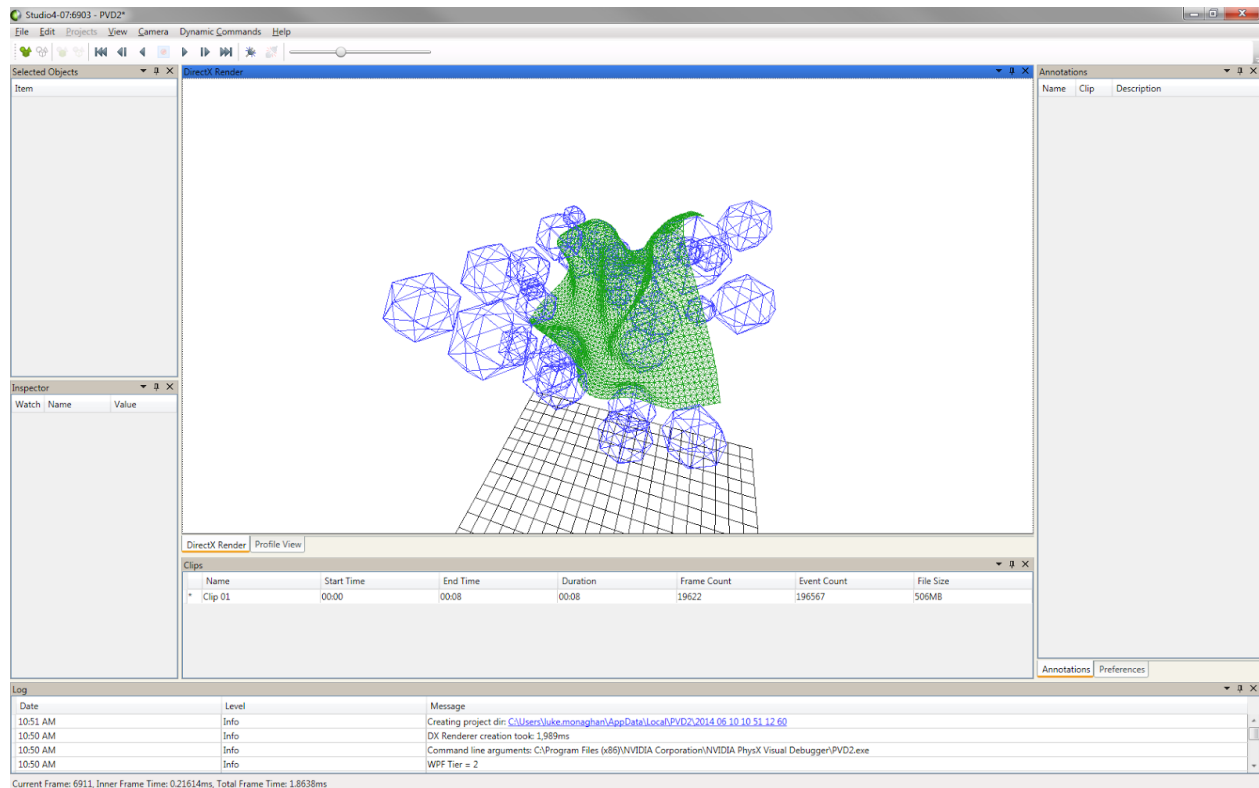 Studio4-07:6903 - PVD2*
File Edit Projects View Camera Dynamic Commands Help
Selected Objects
Item
DirectX Render
Annotations
Name Clip Description
Inspector
Watch Name Value
DirectX Render Profile View
Clips
Name Start Time End Time Duration Frame Count Event Count File Size
* Clip 01 00:00 00:08 00:08 19622 196567 506MB
Annotations Preferences
Log
Date Level Message
10:51 AM Info Creating project dir: C:\Users\luke.monaghan\AppData\Local\PVD2\2014 06 10 10 51 12 60
10:50 AM Info DX Renderer creation took: 1,989ms
10:50 AM Info Command line arguments: C:\Program Files (x86)\NVIDIA Corporation\NVIDIA PhysX Visual Debugger\PVD2.exe
10:50 AM Info WPF Tier = 2
Current Frame: 6911, Inner Frame Time: 0.21614ms, Total Frame Time: 1.8638ms